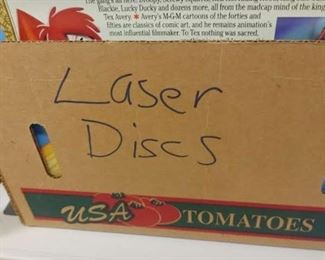 Blackie, Lucky Ducky and dozens more, all from the madcap mind of the king
Tex Avery. ★ Avery's M-G-M cartoons of the forties and
fifties are classics of comic art, and he remains animation's
most influential filmmaker. To Tex nothing was sacred,
Laser
Discs
USA TOMATOES